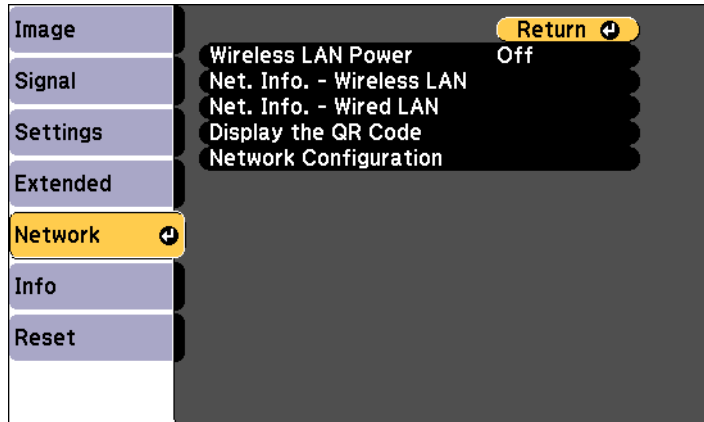 Image
Signal
Settings
Extended
Network
Info
Reset
Return
Wireless LAN Power Off
Net. Info. - Wireless LAN
Net. Info. - Wired LAN
Display the QR Code
Network Configuration